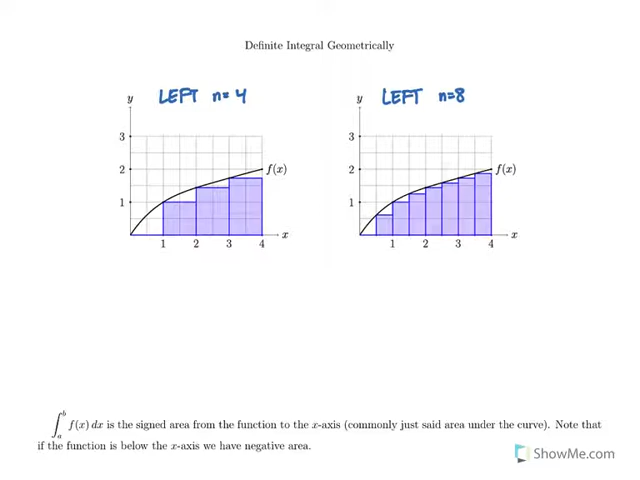 Definite Integral Geometrically
LEFT n=4
LEFT n=8
y
y
3
3
2
f(x)
2
f(x)
1
1
x
x
1 2 3 4
1 2 3 4
∫_a^b f(x) dx is the signed area from the function to the x-axis (commonly just said area under the curve). Note that
if the function is below the x-axis we have negative area.
ShowMe.com